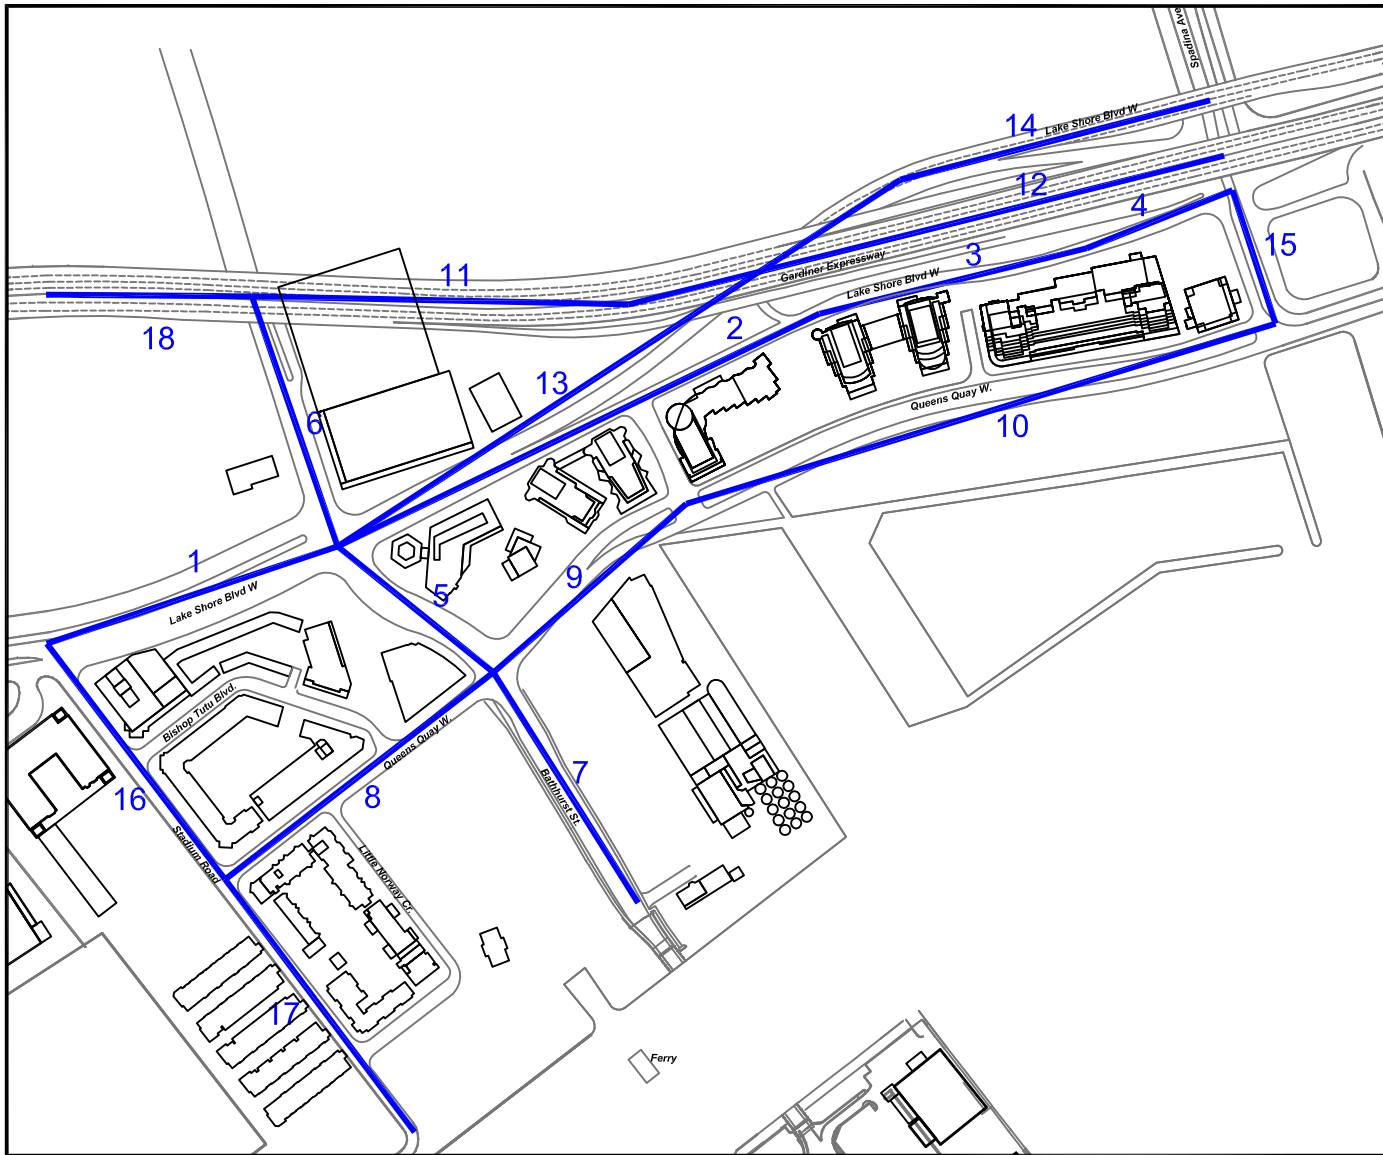 Spadina Ave
14
Lake Shore Blvd W
12
4
15
11
Gardiner Expressway
3
Lake Shore Blvd W
18
2
13
Queens Quay W.
6
10
1
9
5
Lake Shore Blvd W
Bishop Tutu Blvd.
Queens Quay W.
7
16
8
Bathhurst St.
Stadium Road
Little Norway Cr.
17
Ferry